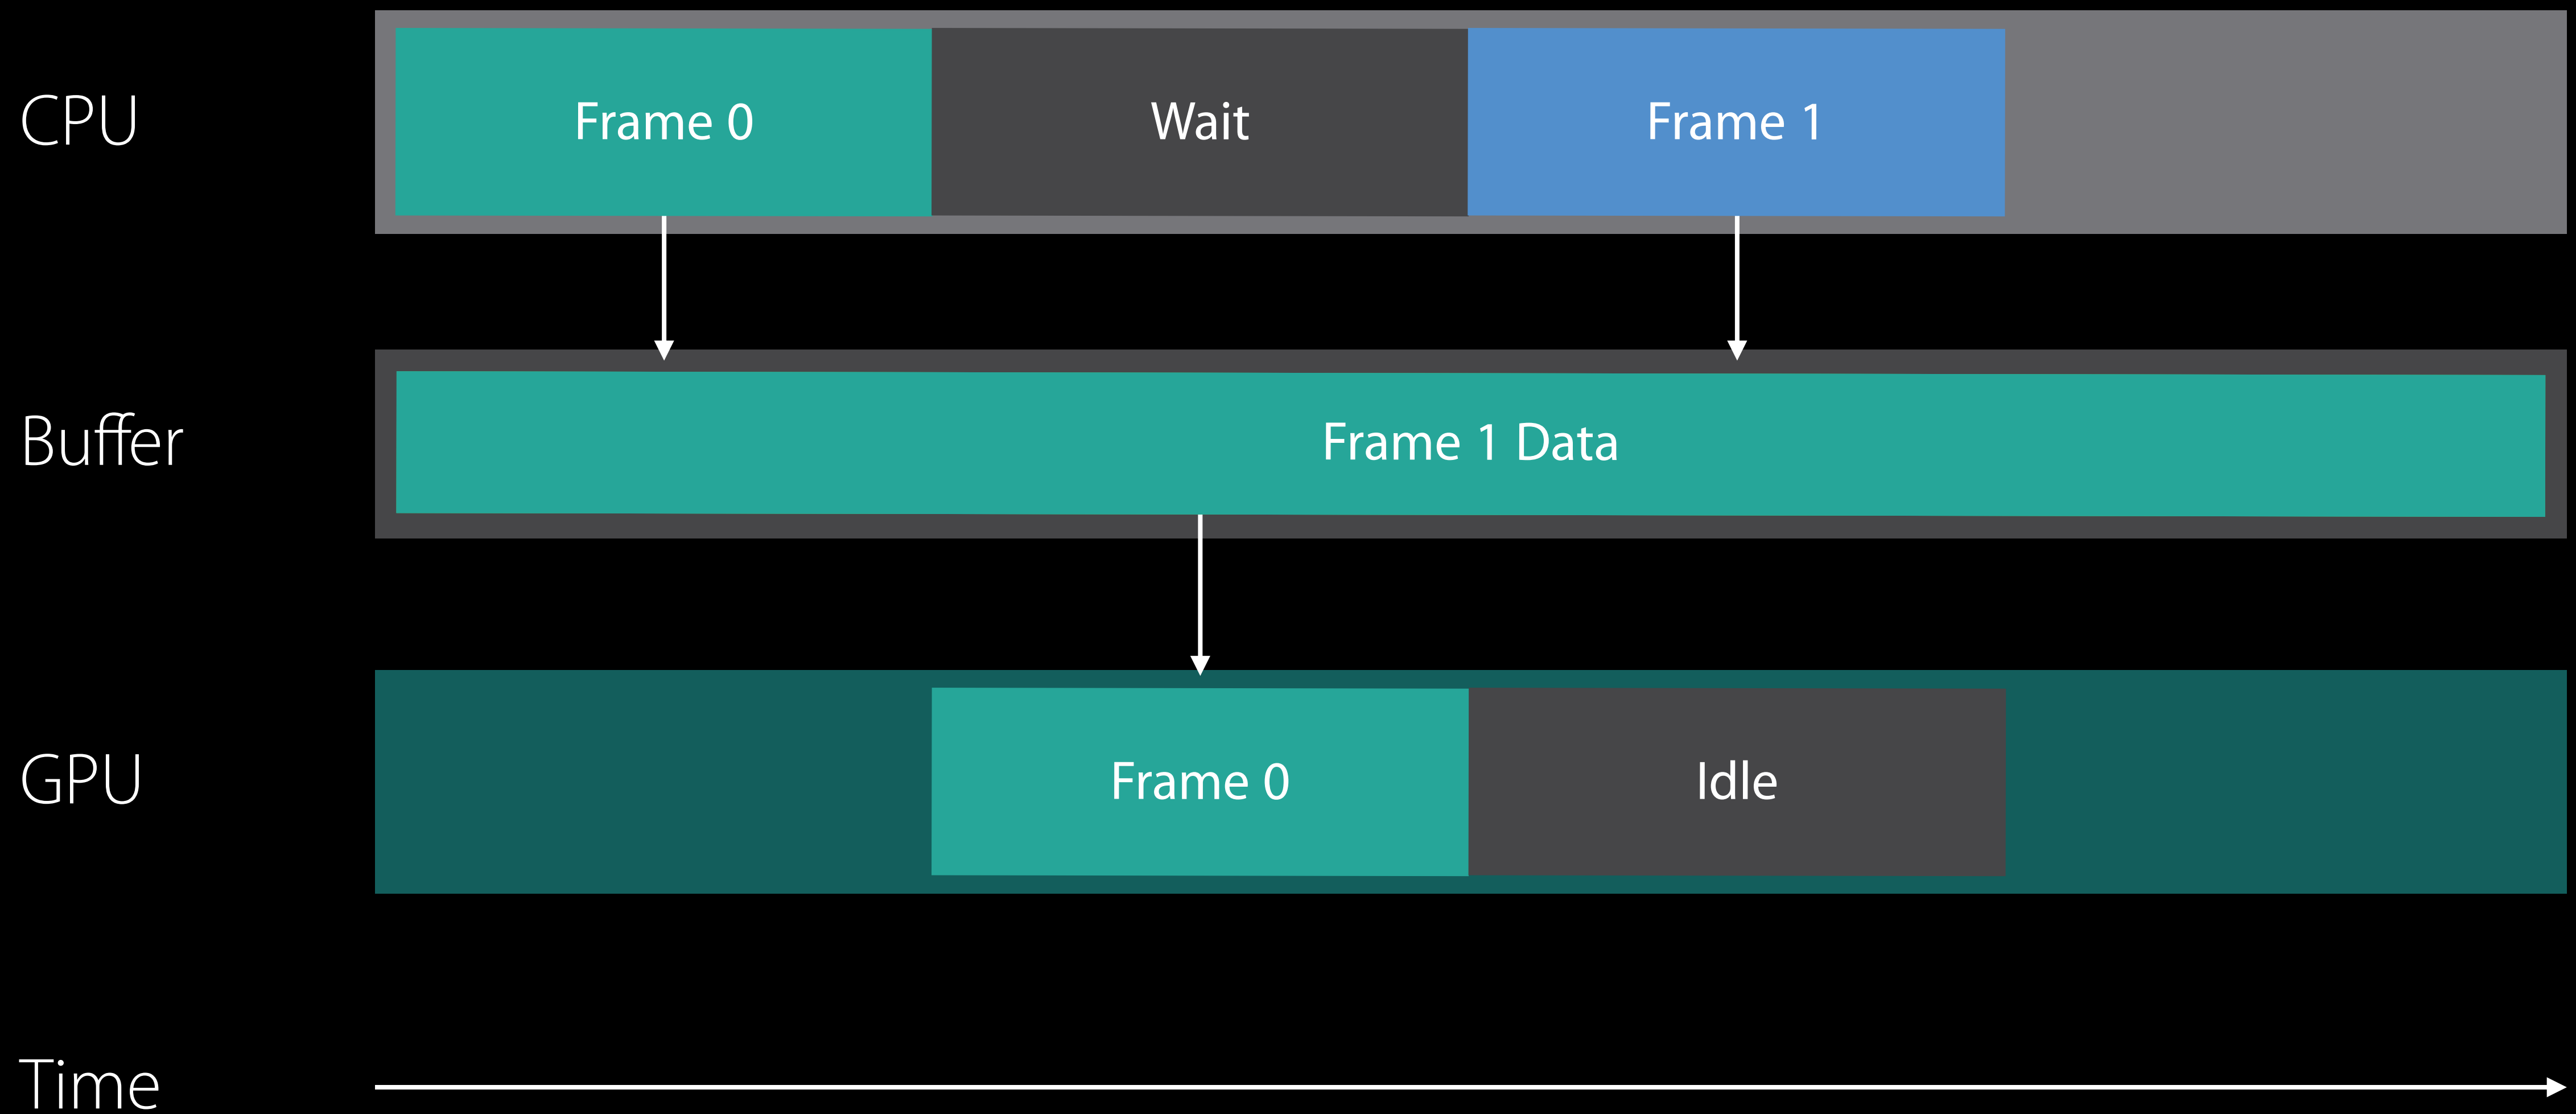 CPU
Frame 0
Wait
Frame 1
Buffer
Frame 1 Data
GPU
Frame 0
Idle
Time